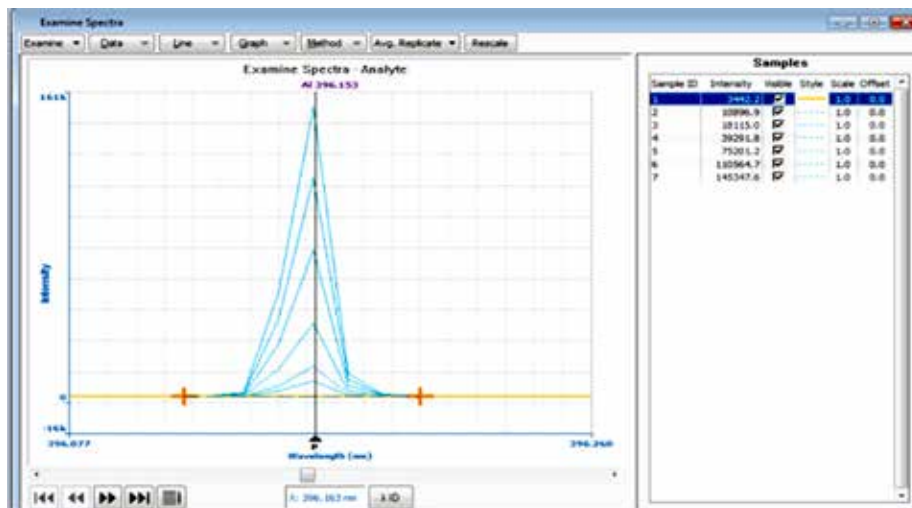 Examine Spectra
Examine Data Line Graph Method Avg. Replicate Rescale
Examine Spectra - Analyte
Al 396.153
161k
Intensity
0
-16k
396.077
396.260
Wavelength (nm)
P
λ: 396.163 nm
λ ID
Samples
Sample ID Intensity Visible Style Scale Offset
1 3442.2 1.0 0.0
2 10896.9 1.0 0.0
3 18115.0 1.0 0.0
4 39291.8 1.0 0.0
5 75201.2 1.0 0.0
6 110564.7 1.0 0.0
7 145347.6 1.0 0.0